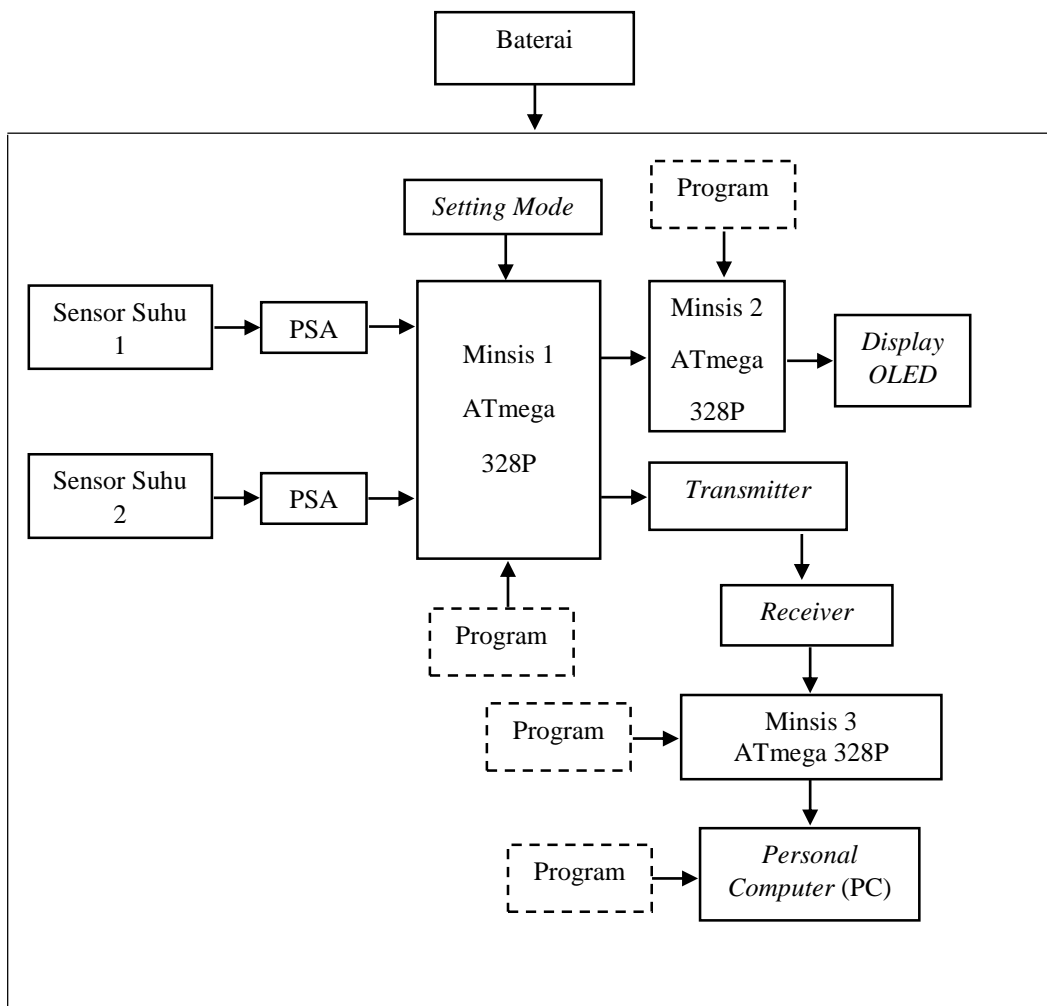 Baterai
Program
Setting Mode
Sensor Suhu
1
PSA
Minsis 1
ATmega
328P
Minsis 2
ATmega
328P
Display
OLED
Sensor Suhu
2
PSA
Transmitter
Receiver
Program
Program
Minsis 3
ATmega 328P
Program
Personal
Computer (PC)